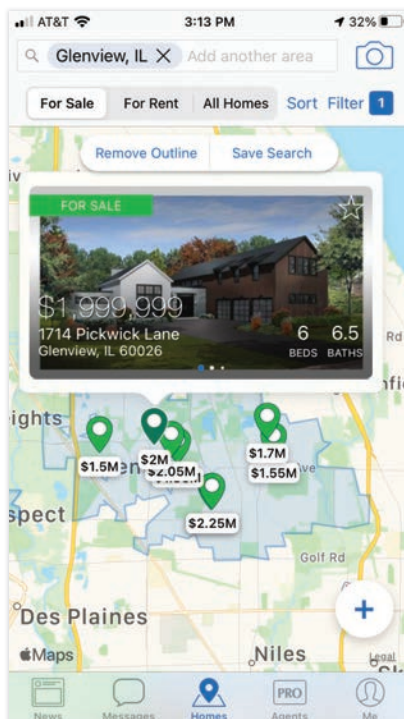 AT&T 3:13 PM 32%
Glenview, IL X Add another area
For Sale For Rent All Homes Sort Filter 1
Remove Outline Save Search
FOR SALE
$1,999,999
1714 Pickwick Lane
Glenview, IL 60026
6 BEDS
6.5 BATHS
Rd
eights
$1.5M
$2M
$2.05M
$1.7M
$1.55M
Ave
$2.25M
spect
Golf Rd
+
Des Plaines
Maps
Niles
Legal
News Messages Homes PRO Agents Me